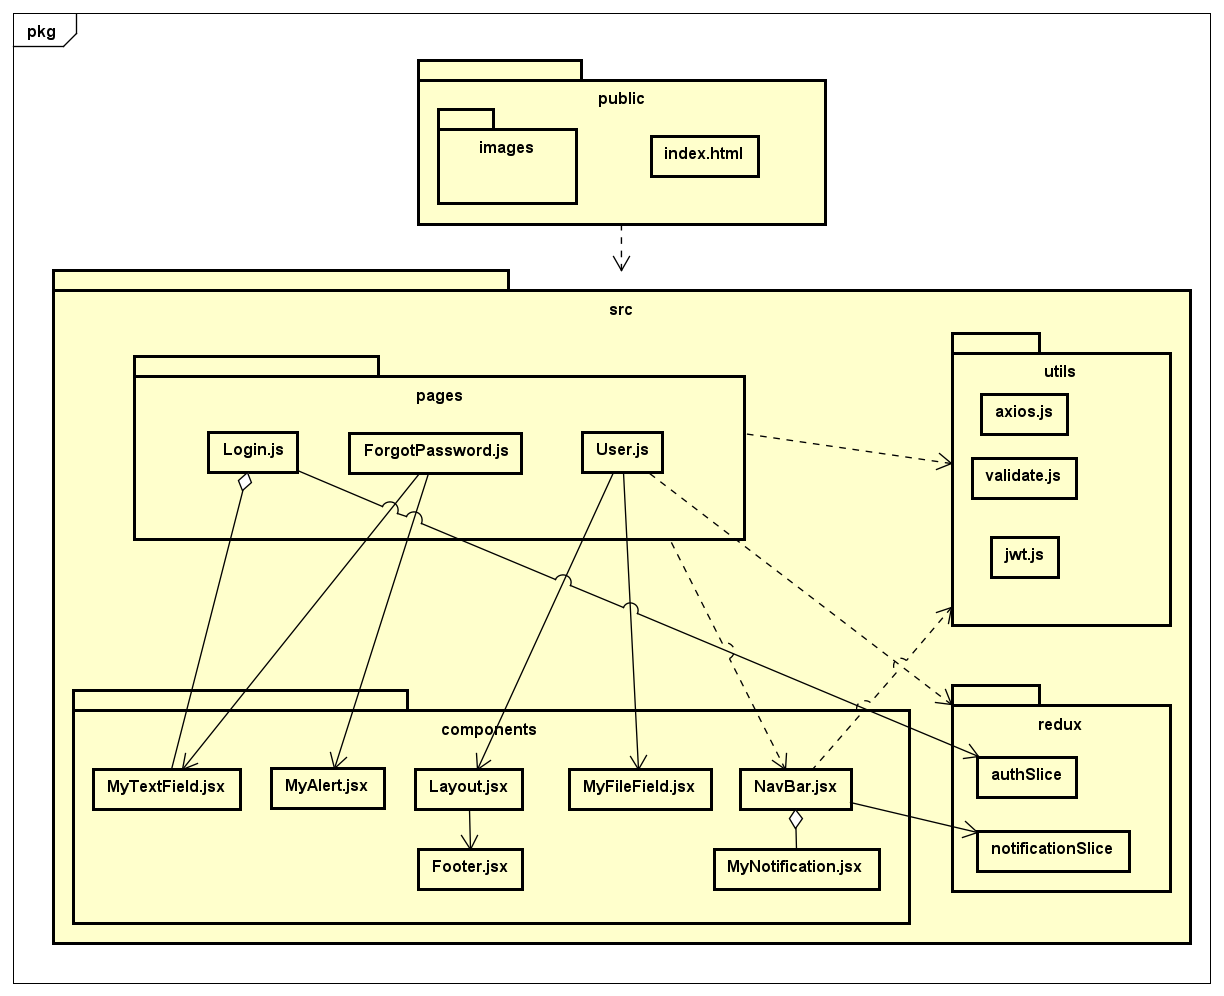 pkg
public
images
index.html
src
pages
Login.js
ForgotPassword.js
User.js
utils
axios.js
validate.js
jwt.js
components
MyTextField.jsx
MyAlert.jsx
Layout.jsx
MyFileField.jsx
NavBar.jsx
Footer.jsx
MyNotification.jsx
redux
authSlice
notificationSlice